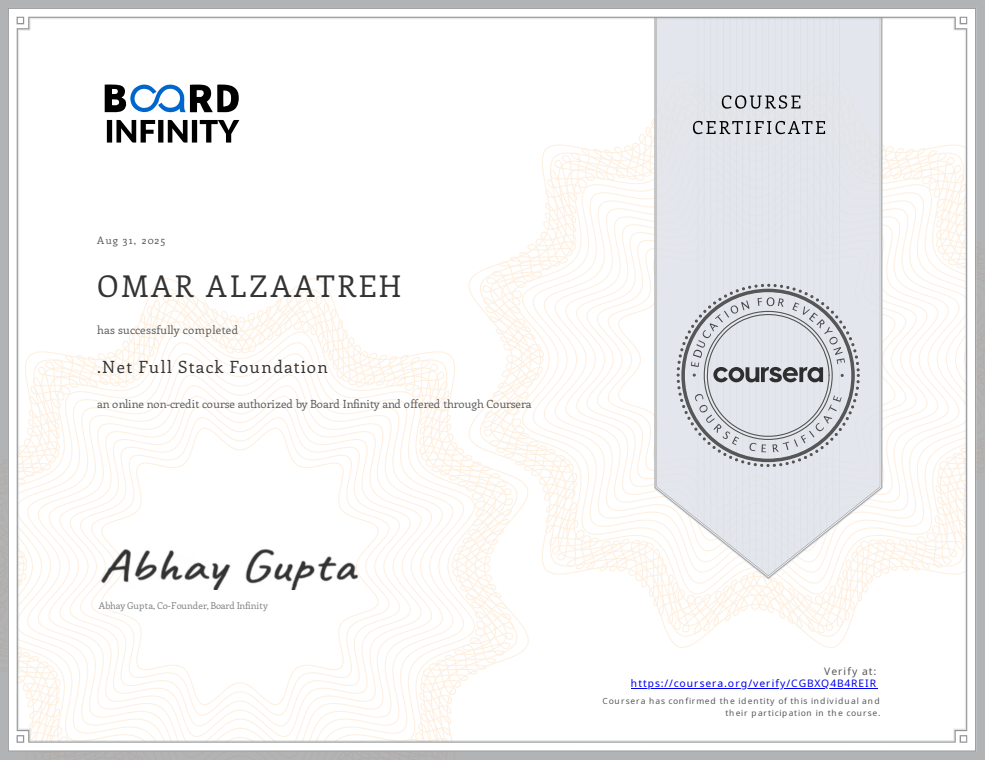 BOARD
INFINITY
COURSE
CERTIFICATE
Aug 31, 2025
OMAR ALZAATREH
has successfully completed
.Net Full Stack Foundation
an online non-credit course authorized by Board Infinity and offered through Coursera
EDUCATION FOR EVERYONE
coursera
COURSE CERTIFICATE
Abhay Gupta
Abhay Gupta, Co-Founder, Board Infinity
Verify at:
https://coursera.org/verify/CGBXQ4B4REIR
Coursera has confirmed the identity of this individual and
their participation in the course.